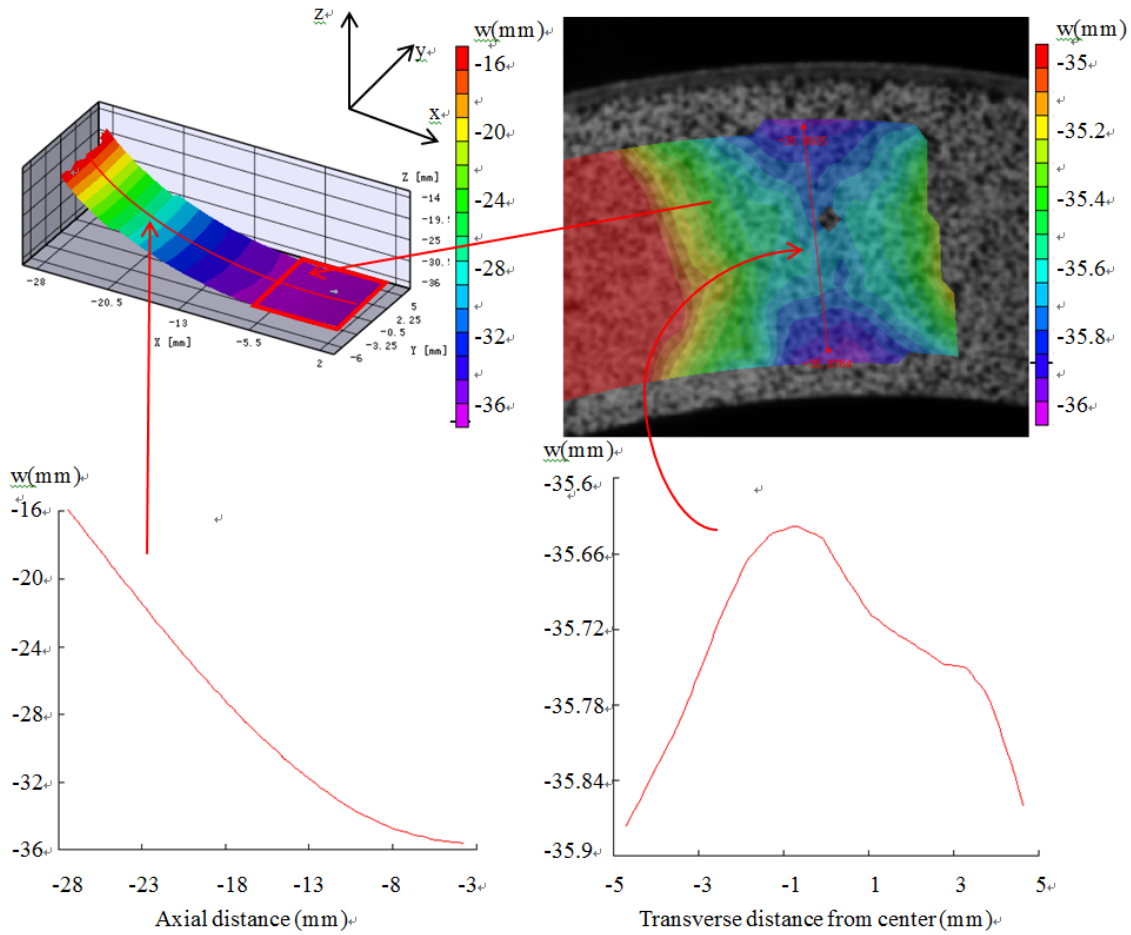 z
y
x
w(mm)
-16
-20
-24
-28
-32
-36
Z [mm]
-14
-19.5
-25
-30.5
-36
-28
-20.5
-13
-5.5
2
X [mm]
5
2.25
-0.5
-3.25
-6
Y [mm]
w(mm)
-35
-35.2
-35.4
-35.6
-35.8
-36
w(mm)
-16
-20
-24
-28
-32
-36
-28 -23 -18 -13 -8 -3
Axial distance (mm)
w(mm)
-35.6
-35.66
-35.72
-35.78
-35.84
-35.9
-5 -3 -1 1 3 5
Transverse distance from center (mm)